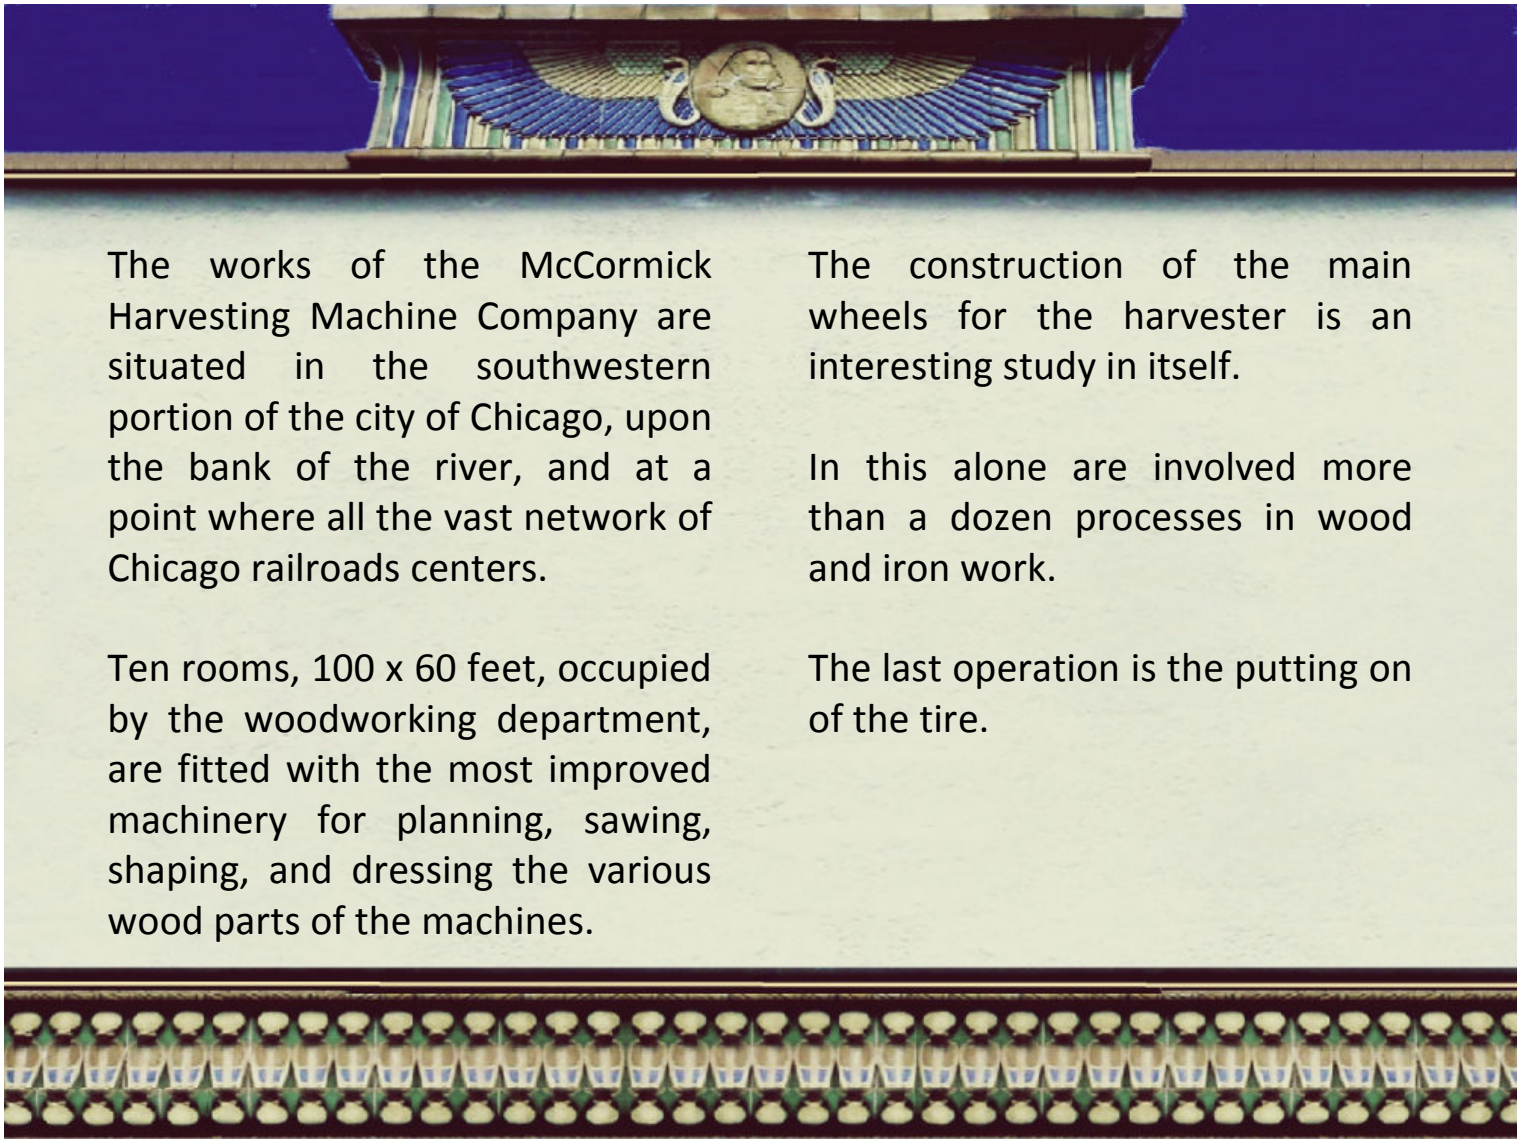 The works of the McCormick
Harvesting Machine Company are
situated in the southwestern
portion of the city of Chicago, upon
the bank of the river, and at a
point where all the vast network of
Chicago railroads centers.
Ten rooms, 100 x 60 feet, occupied
by the woodworking department,
are fitted with the most improved
machinery for planning, sawing,
shaping, and dressing the various
wood parts of the machines.
The construction of the main
wheels for the harvester is an
interesting study in itself.
In this alone are involved more
than a dozen processes in wood
and iron work.
The last operation is the putting on
of the tire.